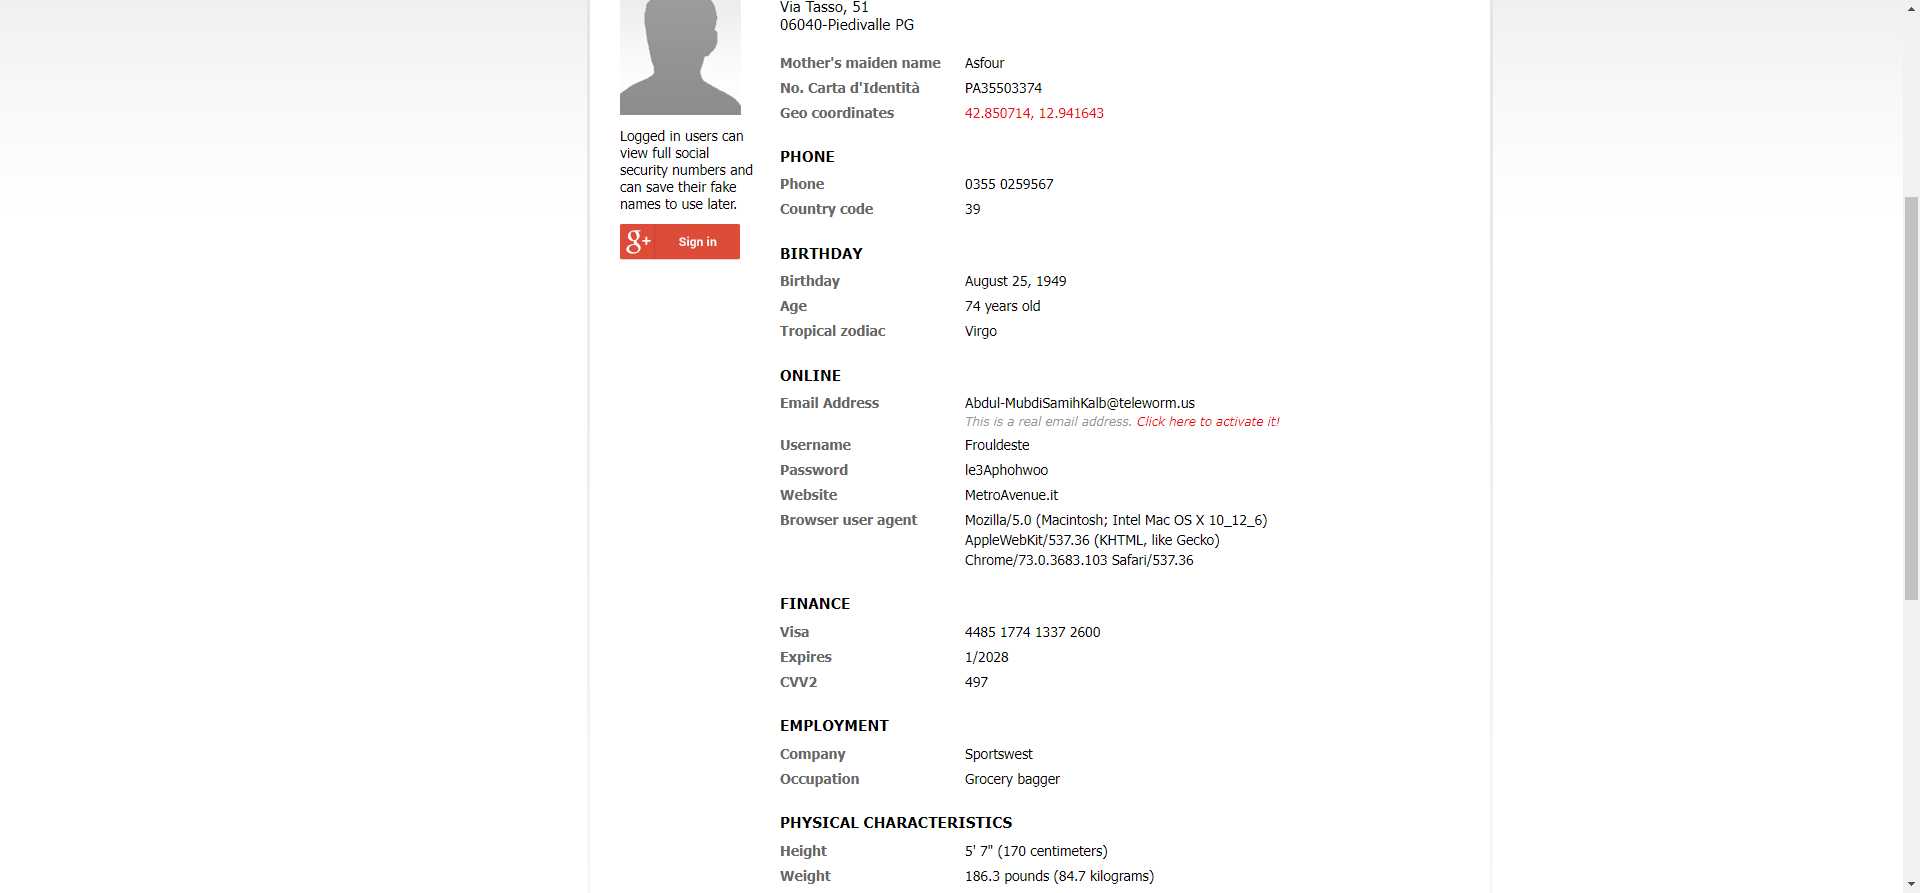 Via Tasso, 51
06040-Piedivalle PG
Mother's maiden name Asfour
No. Carta d'Identità PA35503374
Geo coordinates 42.850714, 12.941643
Logged in users can
view full social
security numbers and
can save their fake
names to use later.
g+ Sign in
PHONE
Phone 0355 0259567
Country code 39
BIRTHDAY
Birthday August 25, 1949
Age 74 years old
Tropical zodiac Virgo
ONLINE
Email Address Abdul-MubdiSamihKalb@teleworm.us
This is a real email address. Click here to activate it!
Username Frouldeste
Password Ie3Aphohwoo
Website MetroAvenue.it
Browser user agent Mozilla/5.0 (Macintosh; Intel Mac OS X 10_12_6)
AppleWebKit/537.36 (KHTML, like Gecko)
Chrome/73.0.3683.103 Safari/537.36
FINANCE
Visa 4485 1774 1337 2600
Expires 1/2028
CVV2 497
EMPLOYMENT
Company Sportswest
Occupation Grocery bagger
PHYSICAL CHARACTERISTICS
Height 5' 7" (170 centimeters)
Weight 186.3 pounds (84.7 kilograms)